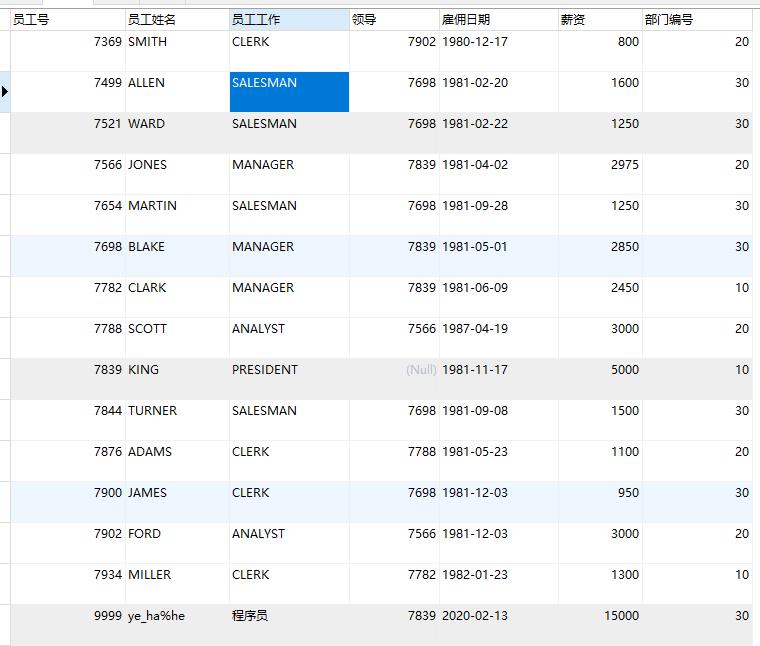 员工号 员工姓名 员工工作 领导 雇佣日期 薪资 部门编号
7369 SMITH CLERK 7902 1980-12-17 800 20
7499 ALLEN SALESMAN 7698 1981-02-20 1600 30
7521 WARD SALESMAN 7698 1981-02-22 1250 30
7566 JONES MANAGER 7839 1981-04-02 2975 20
7654 MARTIN SALESMAN 7698 1981-09-28 1250 30
7698 BLAKE MANAGER 7839 1981-05-01 2850 30
7782 CLARK MANAGER 7839 1981-06-09 2450 10
7788 SCOTT ANALYST 7566 1987-04-19 3000 20
7839 KING PRESIDENT (Null) 1981-11-17 5000 10
7844 TURNER SALESMAN 7698 1981-09-08 1500 30
7876 ADAMS CLERK 7788 1981-05-23 1100 20
7900 JAMES CLERK 7698 1981-12-03 950 30
7902 FORD ANALYST 7566 1981-12-03 3000 20
7934 MILLER CLERK 7782 1982-01-23 1300 10
9999 ye_ha%he 程序员 7839 2020-02-13 15000 30